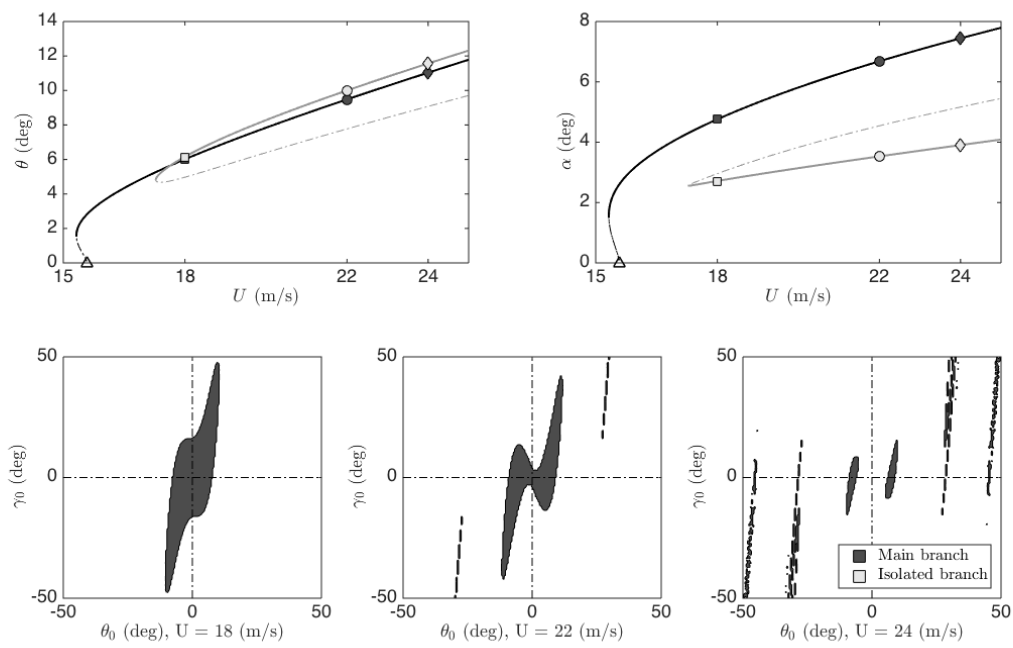 14
12
10
8
6
4
2
0
θ (deg)
15 18 22 24
U (m/s)
8
6
4
2
0
α (deg)
15 18 22 24
U (m/s)
50
0
-50
γ₀ (deg)
-50 0 50
θ₀ (deg), U = 18 (m/s)
50
0
-50
γ₀ (deg)
-50 0 50
θ₀ (deg), U = 22 (m/s)
50
0
-50
γ₀ (deg)
Main branch
Isolated branch
-50 0 50
θ₀ (deg), U = 24 (m/s)